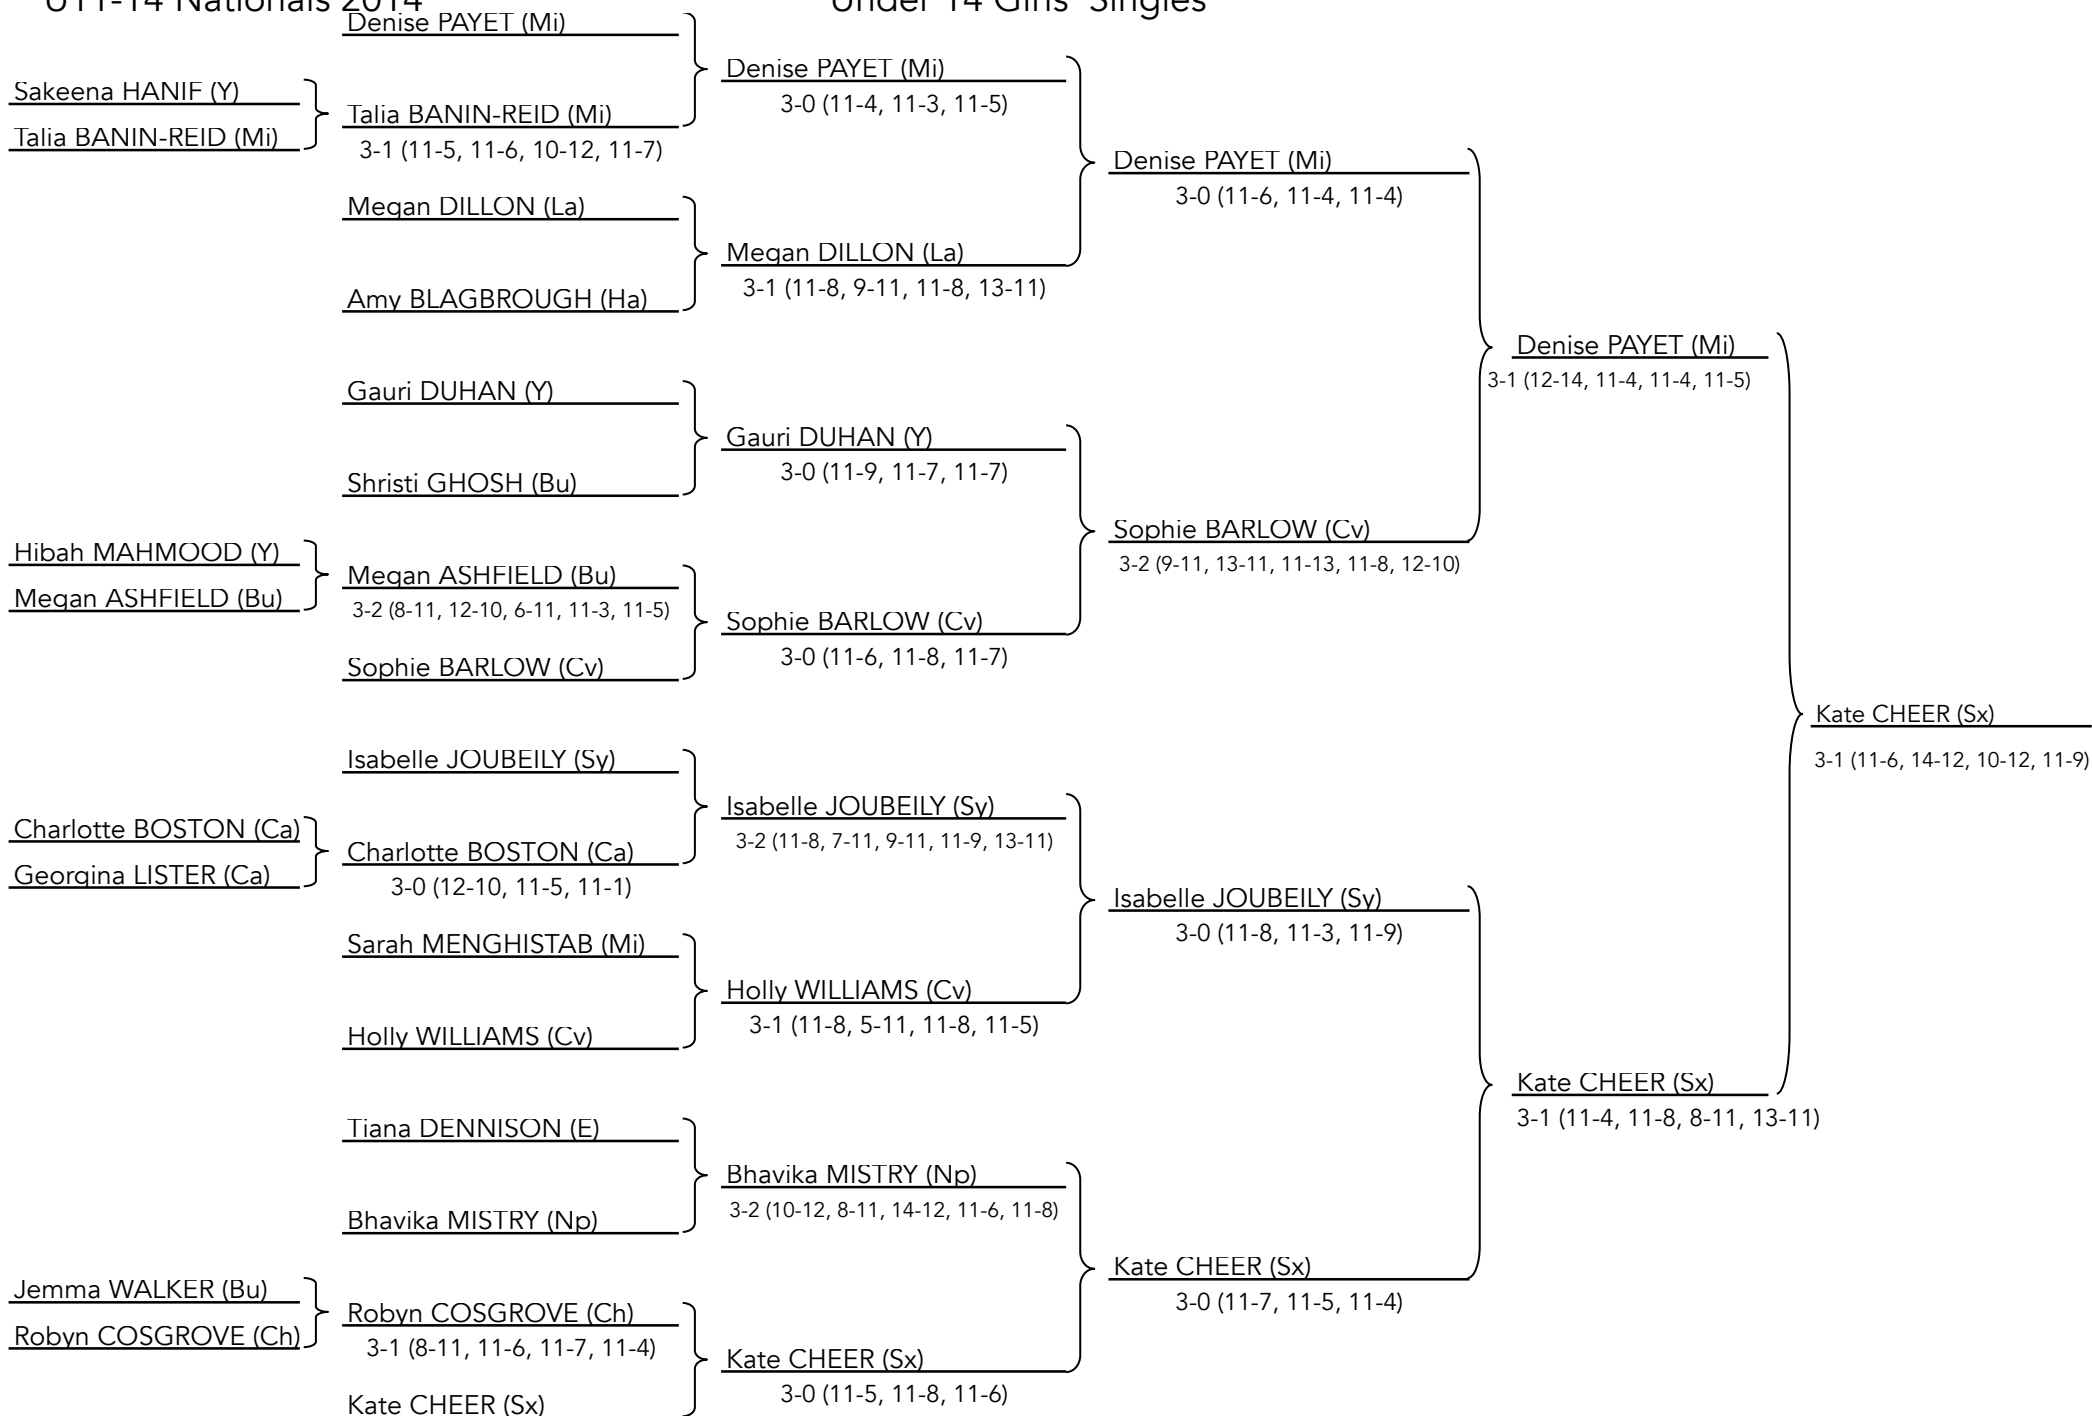 U11-14 Nationals 2014
Under 14 Girls' Singles
Denise PAYET (Mi)
Sakeena HANIF (Y)
Talia BANIN-REID (Mi)
Talia BANIN-REID (Mi)
3-1 (11-5, 11-6, 10-12, 11-7)
Denise PAYET (Mi)
3-0 (11-4, 11-3, 11-5)
Megan DILLON (La)
Amy BLAGBROUGH (Ha)
Megan DILLON (La)
3-1 (11-8, 9-11, 11-8, 13-11)
Denise PAYET (Mi)
3-0 (11-6, 11-4, 11-4)
Gauri DUHAN (Y)
Shristi GHOSH (Bu)
Gauri DUHAN (Y)
3-0 (11-9, 11-7, 11-7)
Hibah MAHMOOD (Y)
Megan ASHFIELD (Bu)
Megan ASHFIELD (Bu)
3-2 (8-11, 12-10, 6-11, 11-3, 11-5)
Sophie BARLOW (Cv)
Sophie BARLOW (Cv)
3-0 (11-6, 11-8, 11-7)
Sophie BARLOW (Cv)
3-2 (9-11, 13-11, 11-13, 11-8, 12-10)
Denise PAYET (Mi)
3-1 (12-14, 11-4, 11-4, 11-5)
Isabelle JOUBEILY (Sy)
Charlotte BOSTON (Ca)
Georgina LISTER (Ca)
Charlotte BOSTON (Ca)
3-0 (12-10, 11-5, 11-1)
Isabelle JOUBEILY (Sy)
3-2 (11-8, 7-11, 9-11, 11-9, 13-11)
Sarah MENGHISTAB (Mi)
Holly WILLIAMS (Cv)
Holly WILLIAMS (Cv)
3-1 (11-8, 5-11, 11-8, 11-5)
Isabelle JOUBEILY (Sy)
3-0 (11-8, 11-3, 11-9)
Tiana DENNISON (E)
Bhavika MISTRY (Np)
Bhavika MISTRY (Np)
3-2 (10-12, 8-11, 14-12, 11-6, 11-8)
Jemma WALKER (Bu)
Robyn COSGROVE (Ch)
Robyn COSGROVE (Ch)
3-1 (8-11, 11-6, 11-7, 11-4)
Kate CHEER (Sx)
Kate CHEER (Sx)
3-0 (11-5, 11-8, 11-6)
Kate CHEER (Sx)
3-0 (11-7, 11-5, 11-4)
Kate CHEER (Sx)
3-1 (11-4, 11-8, 8-11, 13-11)
Kate CHEER (Sx)
3-1 (11-6, 14-12, 10-12, 11-9)